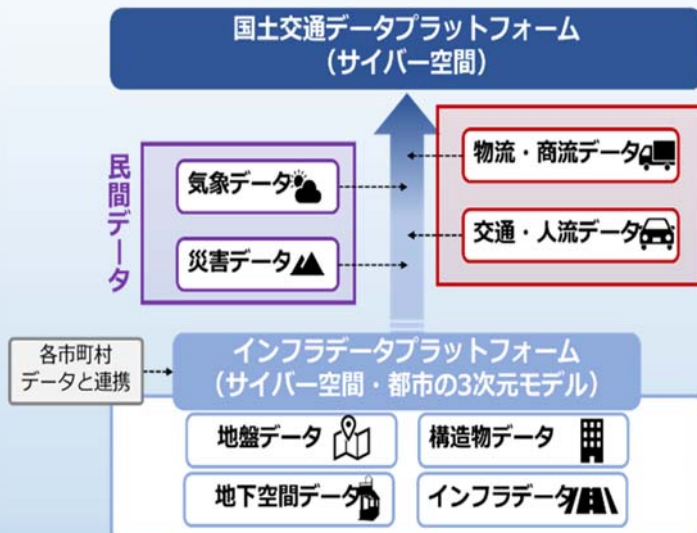 国土交通データプラットフォーム
（サイバー空間）
民間データ
気象データ
災害データ
物流・商流データ
交通・人流データ
各市町村
データと連携
インフラデータプラットフォーム
（サイバー空間・都市の3次元モデル）
地盤データ
構造物データ
地下空間データ
インフラデータ